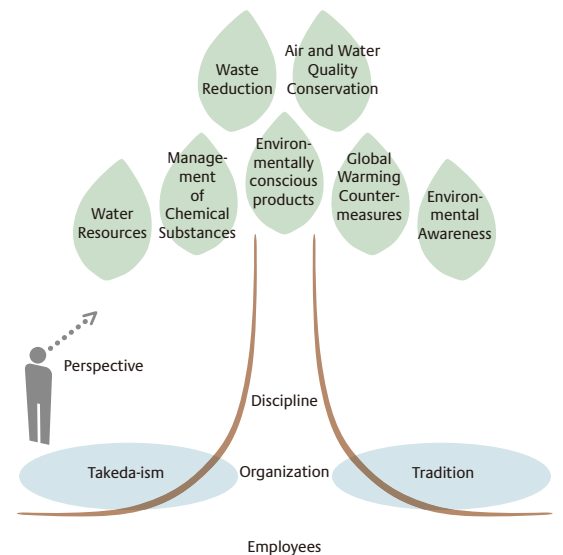 Waste
Reduction
Air and Water
Quality
Conservation
Water
Resources
Manage-
ment
of
Chemical
Substances
Environ-
mentally
conscious
products
Global
Warming
Counter-
measures
Environ-
mental
Awareness
Perspective
Discipline
Takeda-ism
Organization
Tradition
Employees